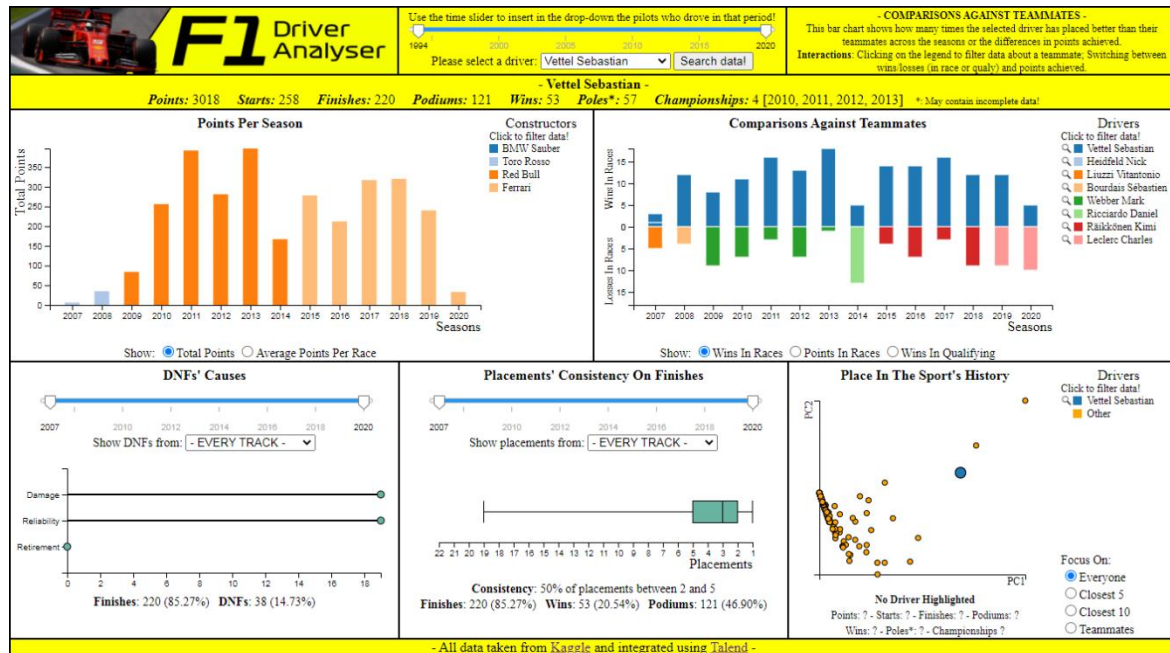 F1 Driver
Analyser
Use the time slider to insert in the drop-down the pilots who drove in that period!
1994 2000 2005 2010 2015 2020
Please select a driver: Vettel Sebastian Search data!
- COMPARISONS AGAINST TEAMMATES -
This bar chart shows how many times the selected driver has placed better than their
teammates across the seasons or the differences in points achieved.
Interactions: Clicking on the legend to filter data about a teammate; Switching between
wins/losses (in race or qualy) and points achieved.
- Vettel Sebastian -
Points: 3018 Starts: 258 Finishes: 220 Podiums: 121 Wins: 53 Poles*: 57 Championships: 4 [2010, 2011, 2012, 2013] *: May contain incomplete data!
Points Per Season
Constructors
Click to filter data!
BMW Sauber
Toro Rosso
Red Bull
Ferrari
Total Points
350
300
250
200
150
100
50
0
2007 2008 2009 2010 2011 2012 2013 2014 2015 2016 2017 2018 2019 2020
Seasons
Show: Total Points Average Points Per Race
Comparisons Against Teammates
Drivers
Click to filter data!
Vettel Sebastian
Heidfeld Nick
Liuzzi Vitantonio
Bourdais Sébastien
Webber Mark
Ricciardo Daniel
Räikkönen Kimi
Leclerc Charles
Wins In Races
Losses In Races
15
10
5
0
5
10
15
2007 2008 2009 2010 2011 2012 2013 2014 2015 2016 2017 2018 2019 2020
Seasons
Show: Wins In Races Points In Races Wins In Qualifying
DNFs' Causes
2007 2010 2012 2014 2016 2018 2020
Show DNFs from: - EVERY TRACK -
Damage
Reliability
Retirement
0 2 4 6 8 10 12 14 16 18
Finishes: 220 (85.27%) DNFs: 38 (14.73%)
Placements' Consistency On Finishes
2007 2010 2012 2014 2016 2018 2020
Show placements from: - EVERY TRACK -
22 21 20 19 18 17 16 15 14 13 12 11 10 9 8 7 6 5 4 3 2 1
Placements
Consistency: 50% of placements between 2 and 5
Finishes: 220 (85.27%) Wins: 53 (20.54%) Podiums: 121 (46.90%)
Place In The Sport's History
Drivers
Click to filter data!
Vettel Sebastian
Other
PC2
PC1
Focus On:
Everyone
Closest 5
Closest 10
Teammates
No Driver Highlighted
Points: ? - Starts: ? - Finishes: ? - Podiums: ?
Wins: ? - Poles*: ? - Championships ?
- All data taken from Kaggle and integrated using Talend -